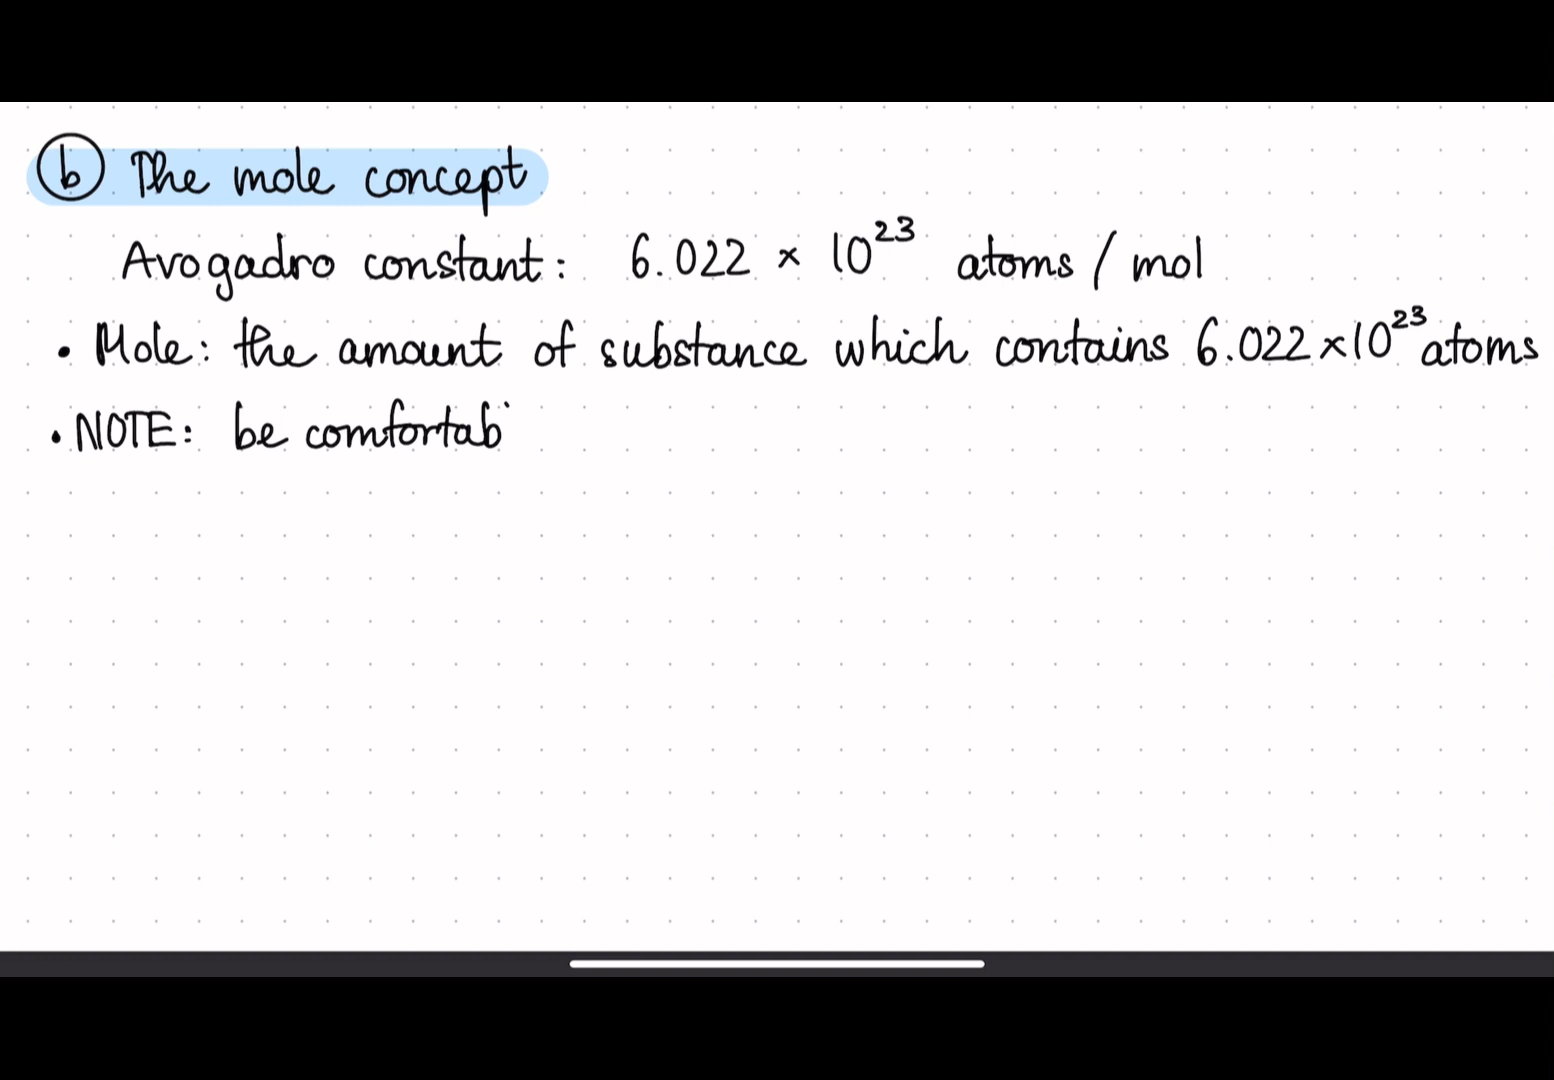 b The mole concept
Avogadro constant: 6.022 × 10²³ atoms / mol
• Mole: the amount of substance which contains 6.022 × 10²³ atoms
• NOTE: be comfortab